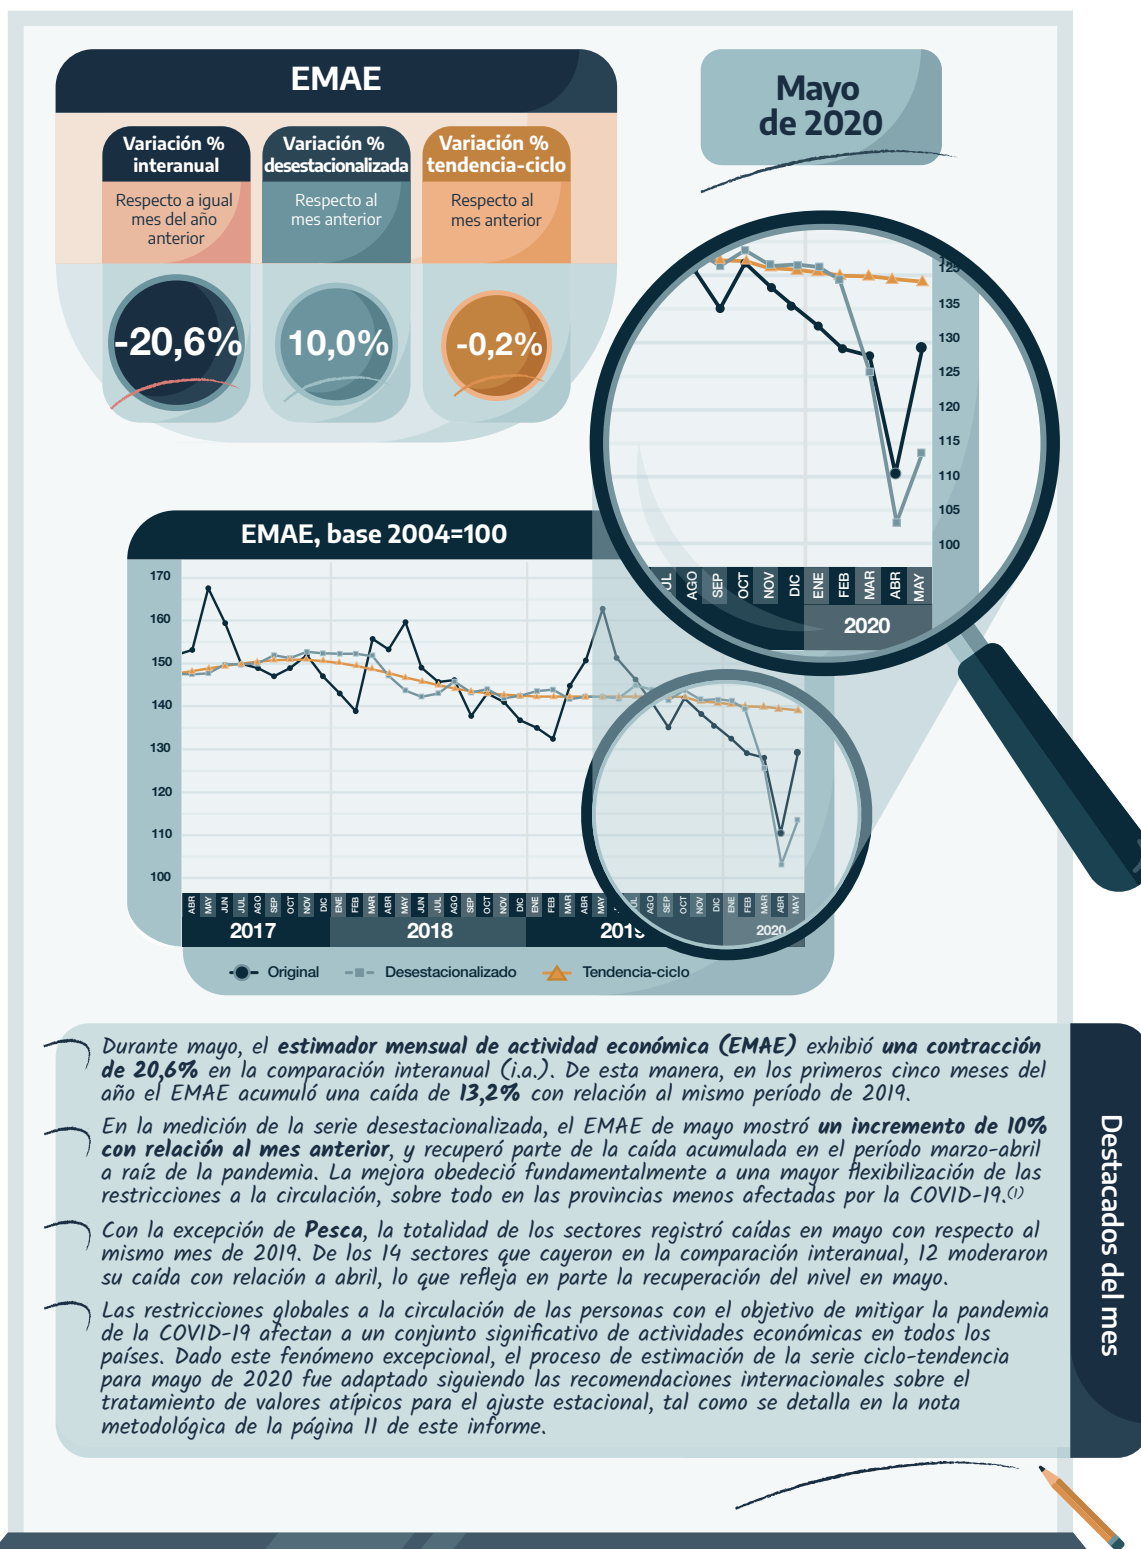 EMAE
Mayo
de 2020
Variación %
interanual
Variación %
desestacionalizada
Variación %
tendencia-ciclo
Respecto a igual
mes del año
anterior
Respecto al
mes anterior
Respecto al
mes anterior
-20,6%
10,0%
-0,2%
125
135
130
125
120
115
110
105
100
UL
AGO
SEP
OCT
NOV
DIC
ENE
FEB
MAR
ABR
MAY
2020
EMAE, base 2004=100
170
160
150
140
130
120
110
100
ABR
MAY
JUN
JUL
AGO
SEP
OCT
NOV
DIC
ENE
FEB
MAR
ABR
MAY
JUN
JUL
AGO
SEP
OCT
NOV
DIC
ENE
FEB
MAR
ABR
MAY
JUL
AGO
SEP
OCT
NOV
DIC
ENE
FEB
MAR
ABR
MAY
2017
2018
2019
2020
Original
Desestacionalizado
Tendencia-ciclo
Durante mayo, el estimador mensual de actividad económica (EMAE) exhibió una contracción
de 20,6% en la comparación interanual (i.a.). De esta manera, en los primeros cinco meses del
año el EMAE acumuló una caída de 13,2% con relación al mismo período de 2019.
En la medición de la serie desestacionalizada, el EMAE de mayo mostró un incremento de 10%
con relación al mes anterior, y recuperó parte de la caída acumulada en el período marzo-abril
a raíz de la pandemia. La mejora obedeció fundamentalmente a una mayor flexibilización de las
restricciones a la circulación, sobre todo en las provincias menos afectadas por la COVID-19.(1)
Con la excepción de Pesca, la totalidad de los sectores registró caídas en mayo con respecto al
mismo mes de 2019. De los 14 sectores que cayeron en la comparación interanual, 12 moderaron
su caída con relación a abril, lo que refleja en parte la recuperación del nivel en mayo.
Las restricciones globales a la circulación de las personas con el objetivo de mitigar la pandemia
de la COVID-19 afectan a un conjunto significativo de actividades económicas en todos los
países. Dado este fenómeno excepcional, el proceso de estimación de la serie ciclo-tendencia
para mayo de 2020 fue adaptado siguiendo las recomendaciones internacionales sobre el
tratamiento de valores atípicos para el ajuste estacional, tal como se detalla en la nota
metodológica de la página 11 de este informe.
Destacados del mes